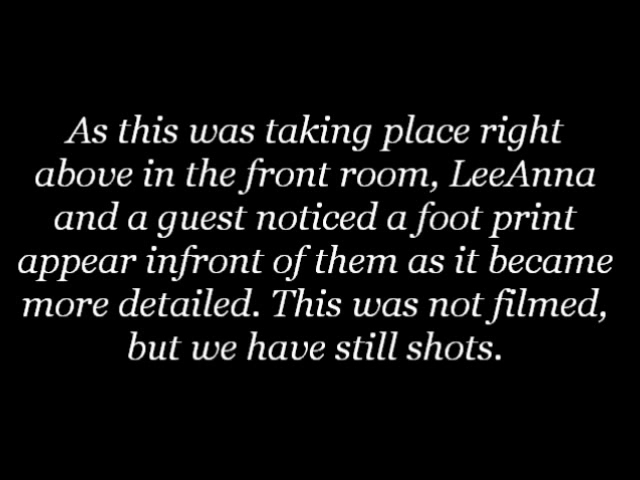 As this was taking place right
above in the front room, LeeAnna
and a guest noticed a foot print
appear infront of them as it became
more detailed. This was not filmed,
but we have still shots.